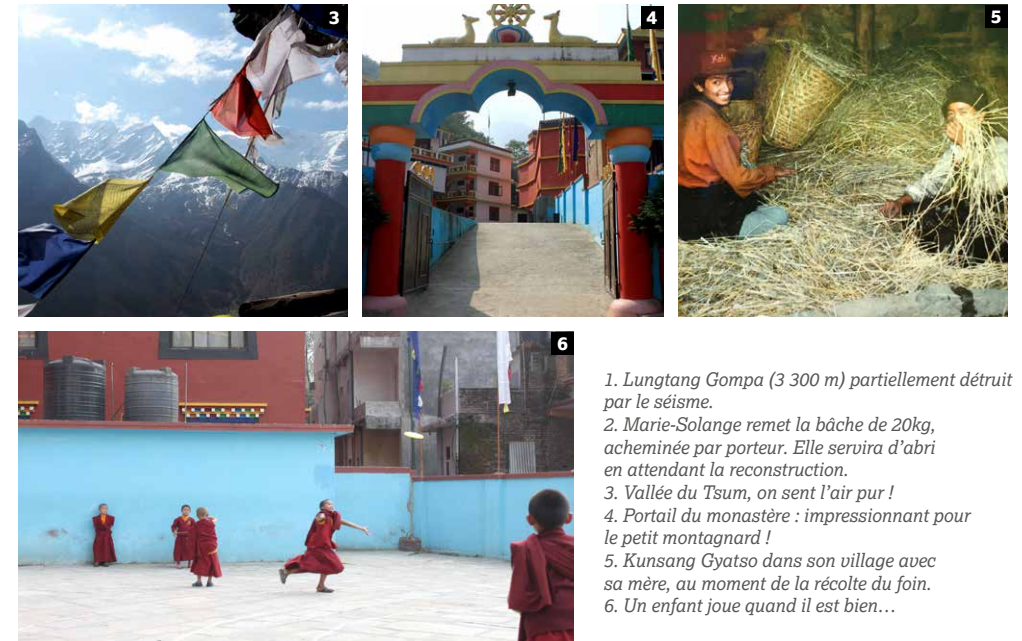 3
4
5
6
1. Lungtang Gompa (3 300 m) partiellement détruit
par le séisme.
2. Marie-Solange remet la bâche de 20kg,
acheminée par porteur. Elle servira d’abri
en attendant la reconstruction.
3. Vallée du Tsum, on sent l’air pur !
4. Portail du monastère : impressionnant pour
le petit montagnard !
5. Kunsang Gyatso dans son village avec
sa mère, au moment de la récolte du foin.
6. Un enfant joue quand il est bien…